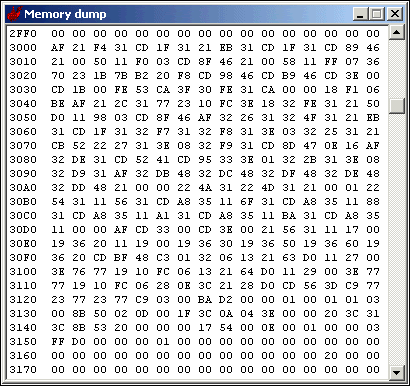 Memory dump
2FF0 00 00 00 00 00 00 00 00 00 00 00 00 00 00 00 00
3000 AF 21 F4 31 CD 1F 31 21 EB 31 CD 1F 31 CD 89 46
3010 21 00 50 11 F0 03 CD 8F 46 21 00 58 11 FF 07 36
3020 70 23 1B 7B B2 20 F8 CD 98 46 CD B9 46 CD 3E 00
3030 CD 1B 00 FE 53 CA 3F 30 FE 31 CA 00 00 18 F1 06
3040 BE AF 21 2C 31 77 23 10 FC 3E 18 32 FE 31 21 50
3050 D0 11 98 03 CD 8F 46 AF 32 26 31 32 4F 31 21 EB
3060 31 CD 1F 31 32 F7 31 32 F8 31 3E 03 32 25 31 21
3070 CB 52 22 27 31 3E 08 32 F9 31 CD 8D 47 0E 16 AF
3080 32 DE 31 CD 52 41 CD 95 33 3E 01 32 2B 31 3E 08
3090 32 D9 31 AF 32 DB 48 32 DC 48 32 DF 48 32 DE 48
30A0 32 DD 48 21 00 00 22 4A 31 22 4D 31 21 00 01 22
30B0 54 31 11 56 31 CD A8 35 11 6F 31 CD A8 35 11 88
30C0 31 CD A8 35 11 A1 31 CD A8 35 11 BA 31 CD A8 35
30D0 11 00 00 AF CD 33 00 CD 3E 00 21 56 31 11 17 00
30E0 19 36 20 11 19 00 19 36 30 19 36 50 19 36 60 19
30F0 36 20 CD BF 48 C3 01 32 06 13 21 63 D0 11 27 00
3100 3E 76 77 19 10 FC 06 13 21 64 D0 11 29 00 3E 77
3110 77 19 10 FC 06 28 0E 3C 21 28 D0 CD 56 3D C9 77
3120 23 77 23 77 C9 03 00 BA D2 00 00 01 00 01 01 03
3130 00 8B 50 02 0D 00 1F 3C 0A 04 3E 00 00 20 3C 31
3140 3C 8B 53 20 00 00 00 17 54 00 0E 00 01 00 00 03
3150 FF D0 00 00 00 01 00 00 00 00 00 00 00 00 00 00
3160 00 00 00 00 00 00 00 00 00 00 00 00 00 20 00 00
3170 00 00 00 00 00 00 00 00 00 00 00 00 00 00 00 00